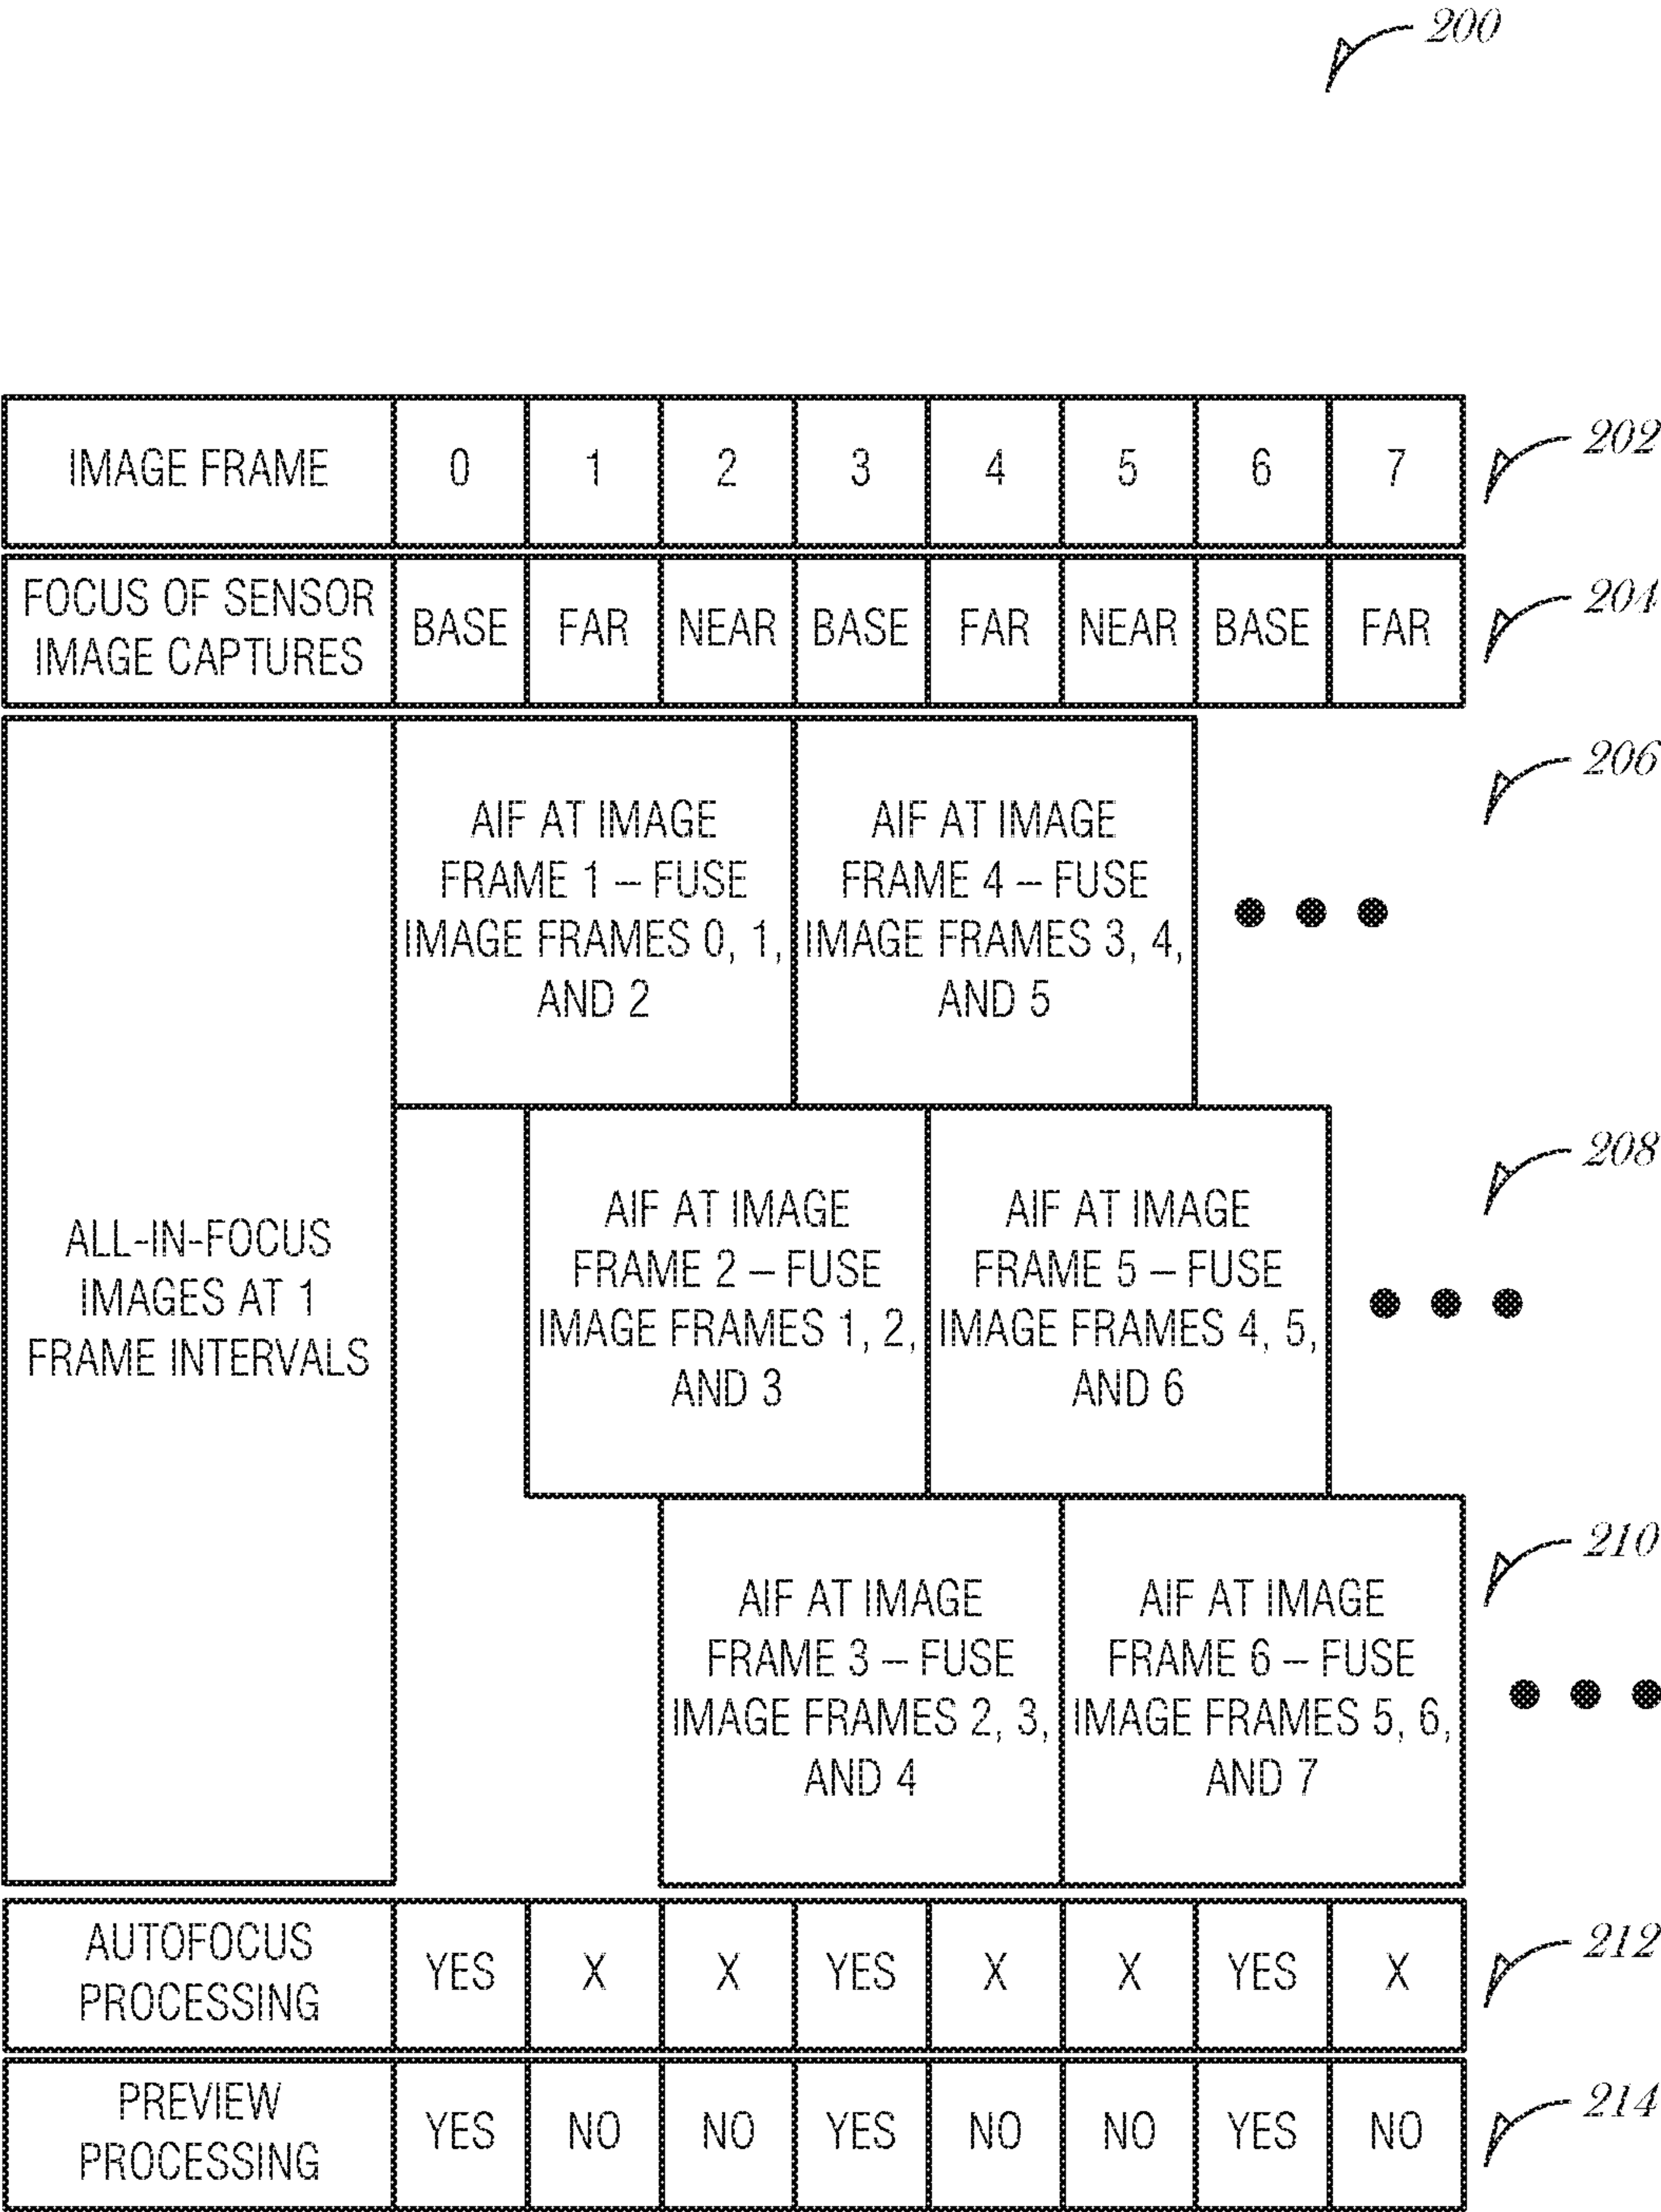 200
IMAGE FRAME 0 1 2 3 4 5 6 7 202
FOCUS OF SENSOR
IMAGE CAPTURES
BASE FAR NEAR BASE FAR NEAR BASE FAR 204
ALL-IN-FOCUS
IMAGES AT 1
FRAME INTERVALS
AIF AT IMAGE
FRAME 1 – FUSE
IMAGE FRAMES 0, 1,
AND 2
AIF AT IMAGE
FRAME 4 – FUSE
IMAGE FRAMES 3, 4,
AND 5
206
AIF AT IMAGE
FRAME 2 – FUSE
IMAGE FRAMES 1, 2,
AND 3
AIF AT IMAGE
FRAME 5 – FUSE
IMAGE FRAMES 4, 5,
AND 6
208
AIF AT IMAGE
FRAME 3 – FUSE
IMAGE FRAMES 2, 3,
AND 4
AIF AT IMAGE
FRAME 6 – FUSE
IMAGE FRAMES 5, 6,
AND 7
210
AUTOFOCUS
PROCESSING
YES X X YES X X YES X 212
PREVIEW
PROCESSING
YES NO NO YES NO NO YES NO 214